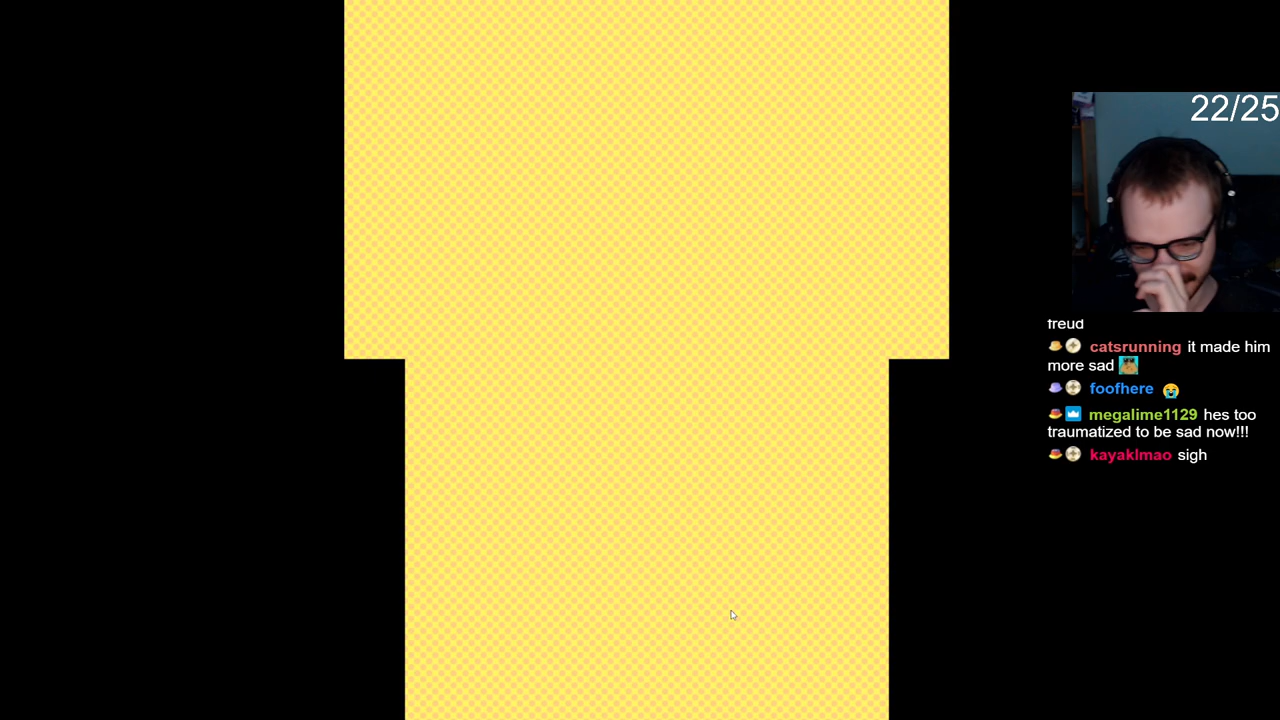 22/25
freud
catsrunning it made him
more sad
foofhere
megalime1129 hes too
traumatized to be sad now!!!
kayaklmao sigh